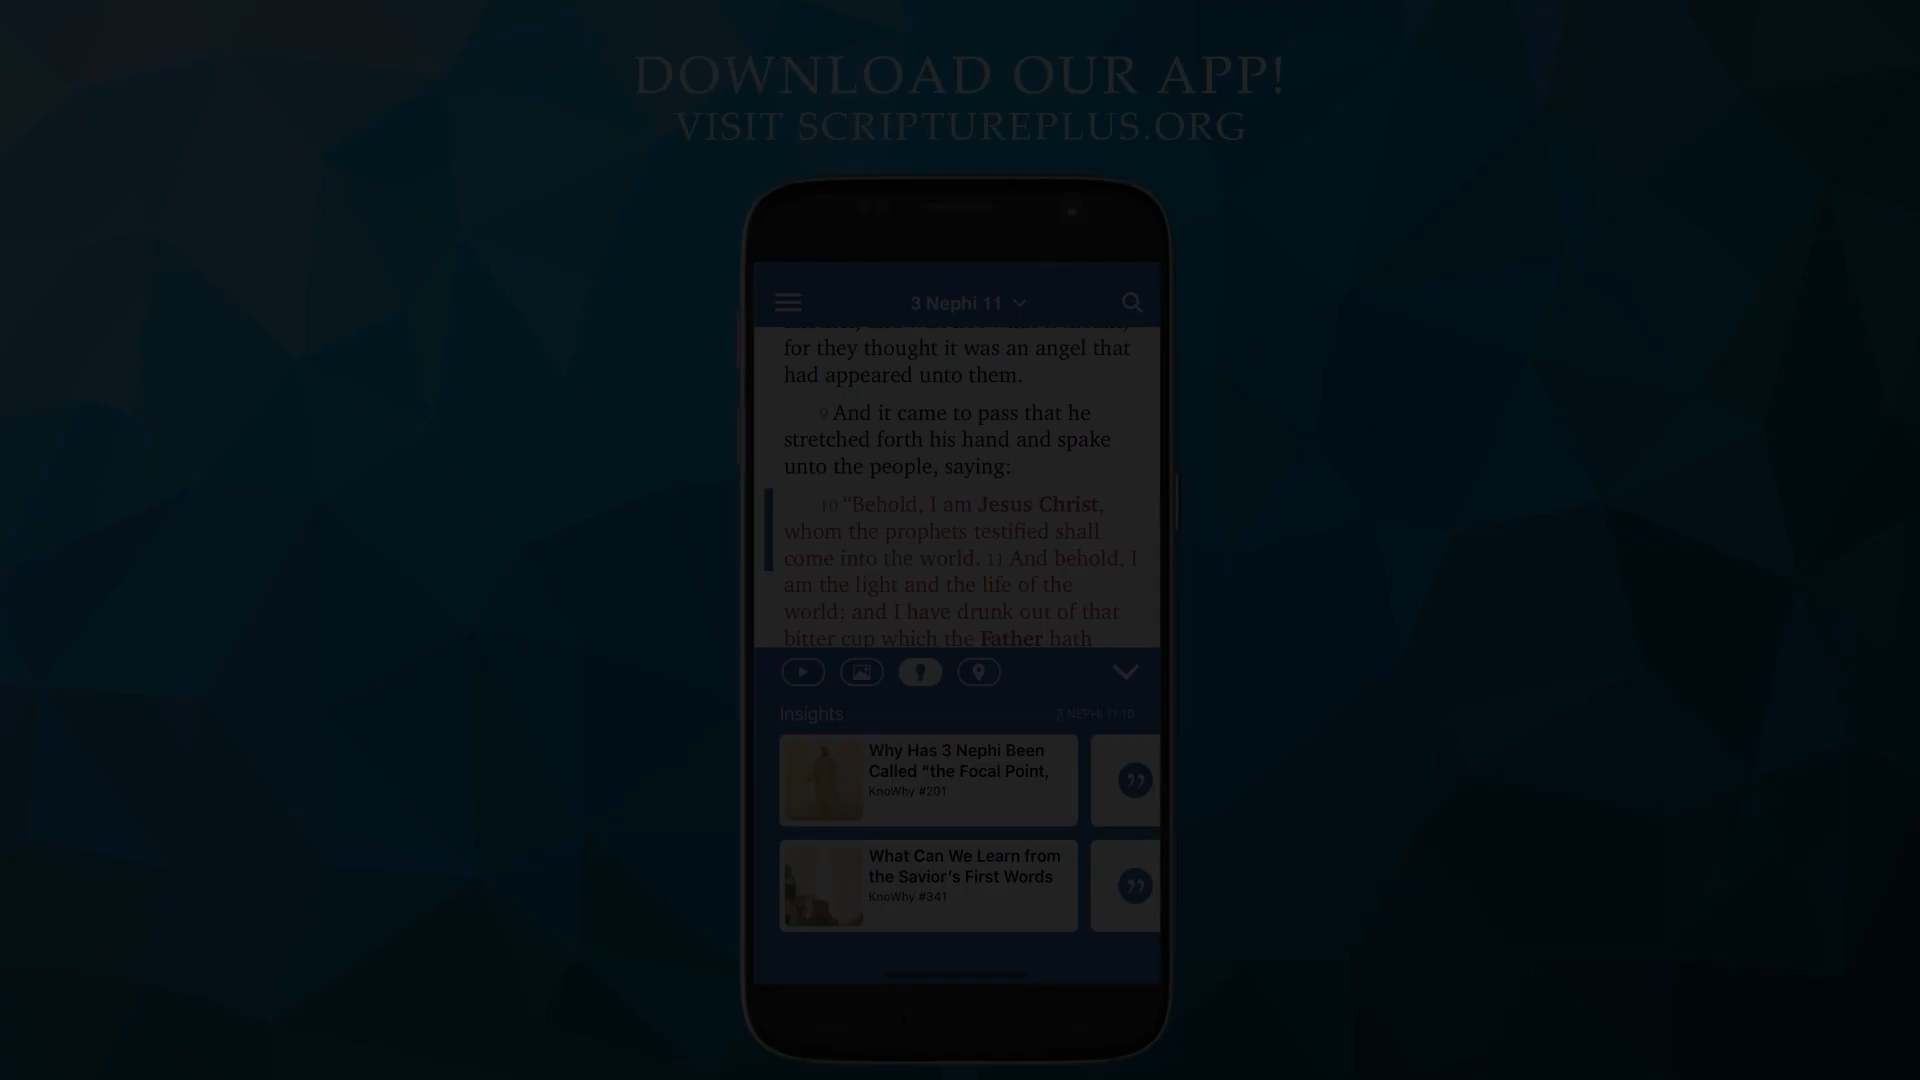 DOWNLOAD OUR APP!
VISIT SCRIPTUREPLUS.ORG
3 Nephi 11
for they thought it was an angel that
had appeared unto them.
9 And it came to pass that he
stretched forth his hand and spake
unto the people, saying:
10 “Behold, I am Jesus Christ,
whom the prophets testified shall
come into the world. 11 And behold, I
am the light and the life of the
world; and I have drunk out of that
bitter cup which the Father hath
Insights
3 NEPHI 11:10
Why Has 3 Nephi Been
Called “the Focal Point,
KnoWhy #201
What Can We Learn from
the Savior’s First Words
KnoWhy #341